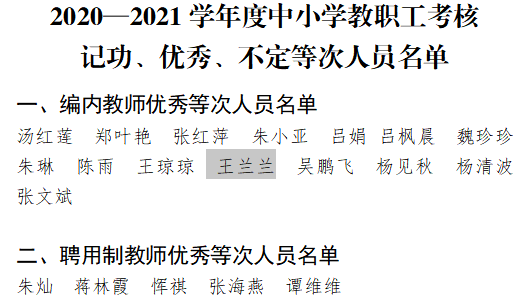 2020—2021 学年度中小学教职工考核
记功、优秀、不定等次人员名单
一、编内教师优秀等次人员名单
汤红莲 郑叶艳 张红萍 朱小亚 吕娟 吕枫晨 魏珍珍
朱琳 陈雨 王琼琼 王兰兰 吴鹏飞 杨见秋 杨清波
张文斌
二、聘用制教师优秀等次人员名单
朱灿 蒋林霞 恽祺 张海燕 谭维维